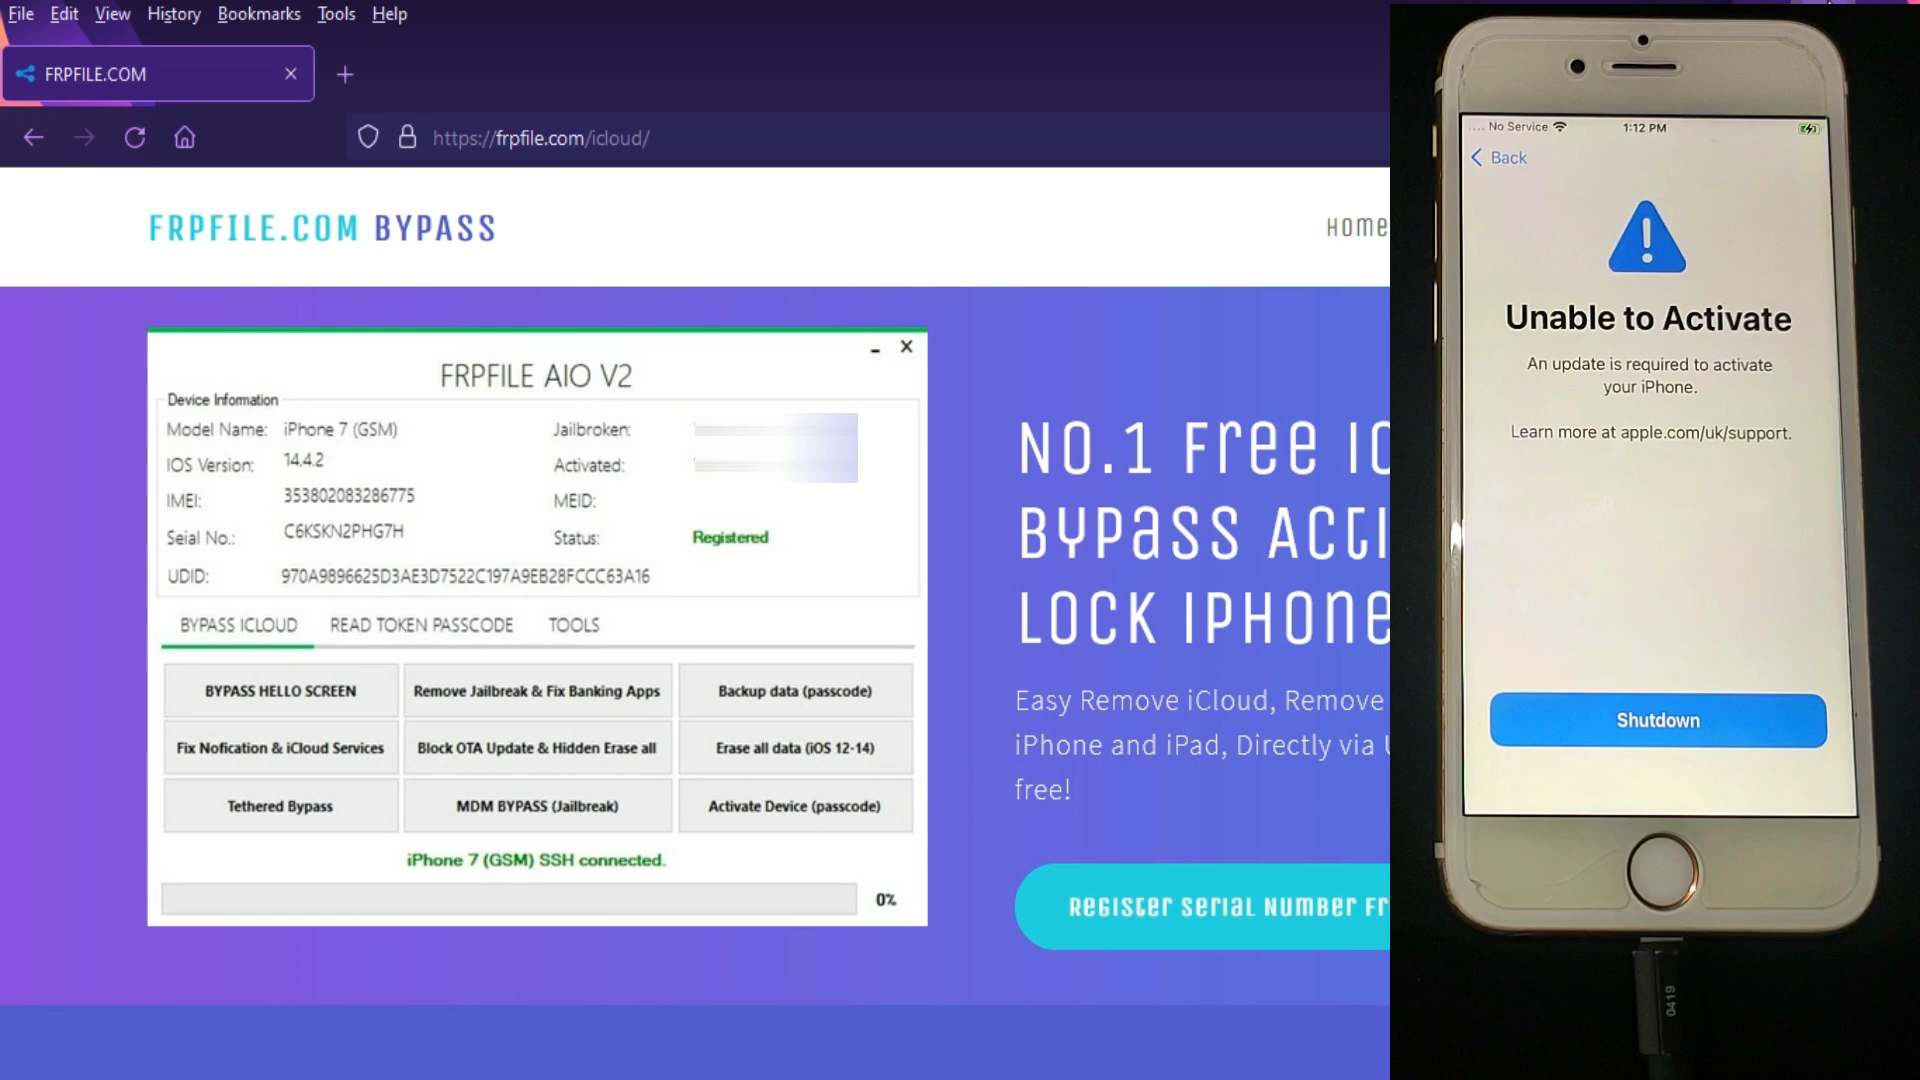 File Edit View History Bookmarks Tools Help
FRPFILE.COM
https://frpfile.com/icloud/
FRPFILE.COM BYPASS
Home
FRPFILE AIO V2
Device Information
Model Name: iPhone 7 (GSM) Jailbroken:
IOS Version: 14.4.2 Activated:
IMEI: 353802083286775 MEID:
Seial No.: C6KSKN2PHG7H Status: Registered
UDID: 970A9896625D3AE3D7522C197A9EB28FCCC63A16
BYPASS ICLOUD READ TOKEN PASSCODE TOOLS
BYPASS HELLO SCREEN Remove Jailbreak & Fix Banking Apps Backup data (passcode)
Fix Nofication & iCloud Services Block OTA Update & Hidden Erase all Erase all data (iOS 12-14)
Tethered Bypass MDM BYPASS (Jailbreak) Activate Device (passcode)
iPhone 7 (GSM) SSH connected.
0%
No.1 Free
Bypass
Lock iPhone
Easy Remove iCloud, Remove
iPhone and iPad, Directly via
free!
Register Serial Number
No Service 1:12 PM
Back
Unable to Activate
An update is required to activate
your iPhone.
Learn more at apple.com/uk/support.
Shutdown
0419